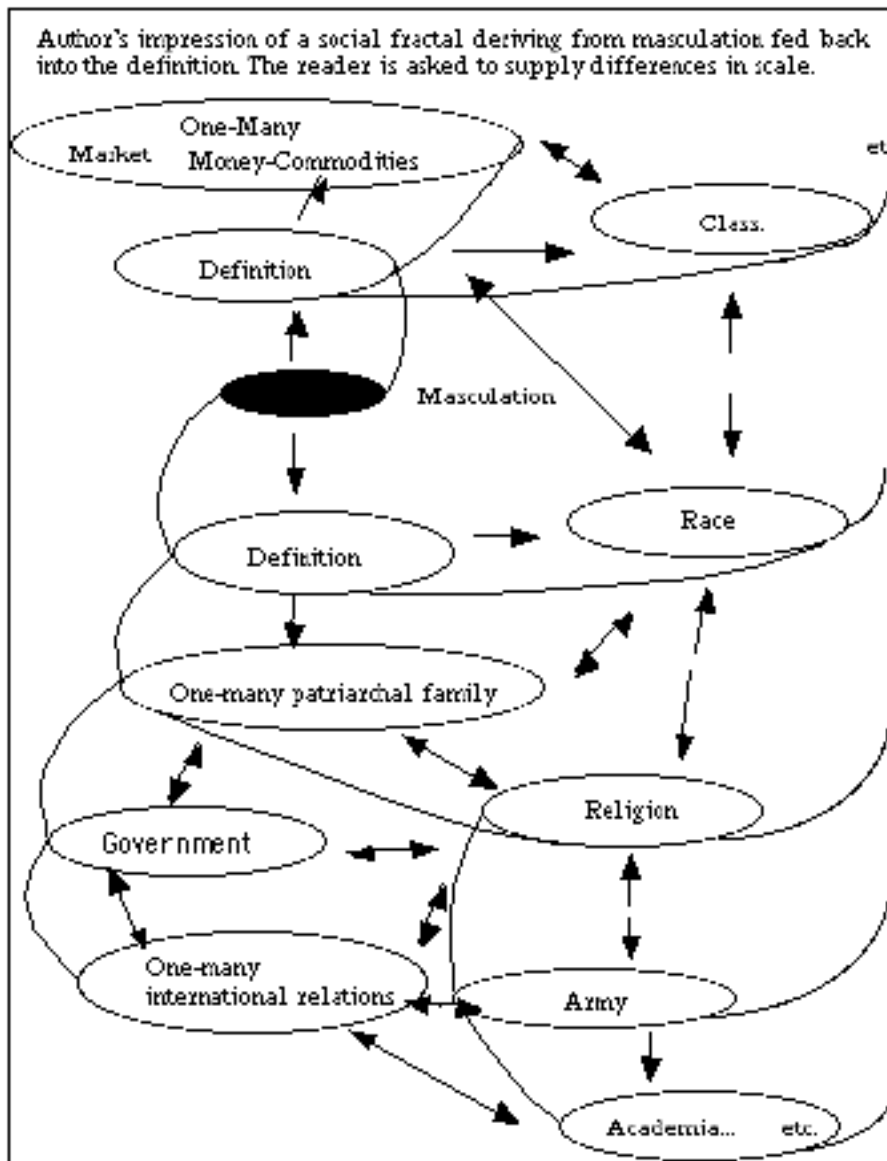 Author's impression of a social fractal deriving from masculation fed back
into the definition. The reader is asked to supply differences in scale.
One-Many
Market Money-Commodities
et
Class.
Definition
Masculation
Race
Definition
One-many patriarchal family
Religion
Government
One-many
international relations
Army
Academia... etc.